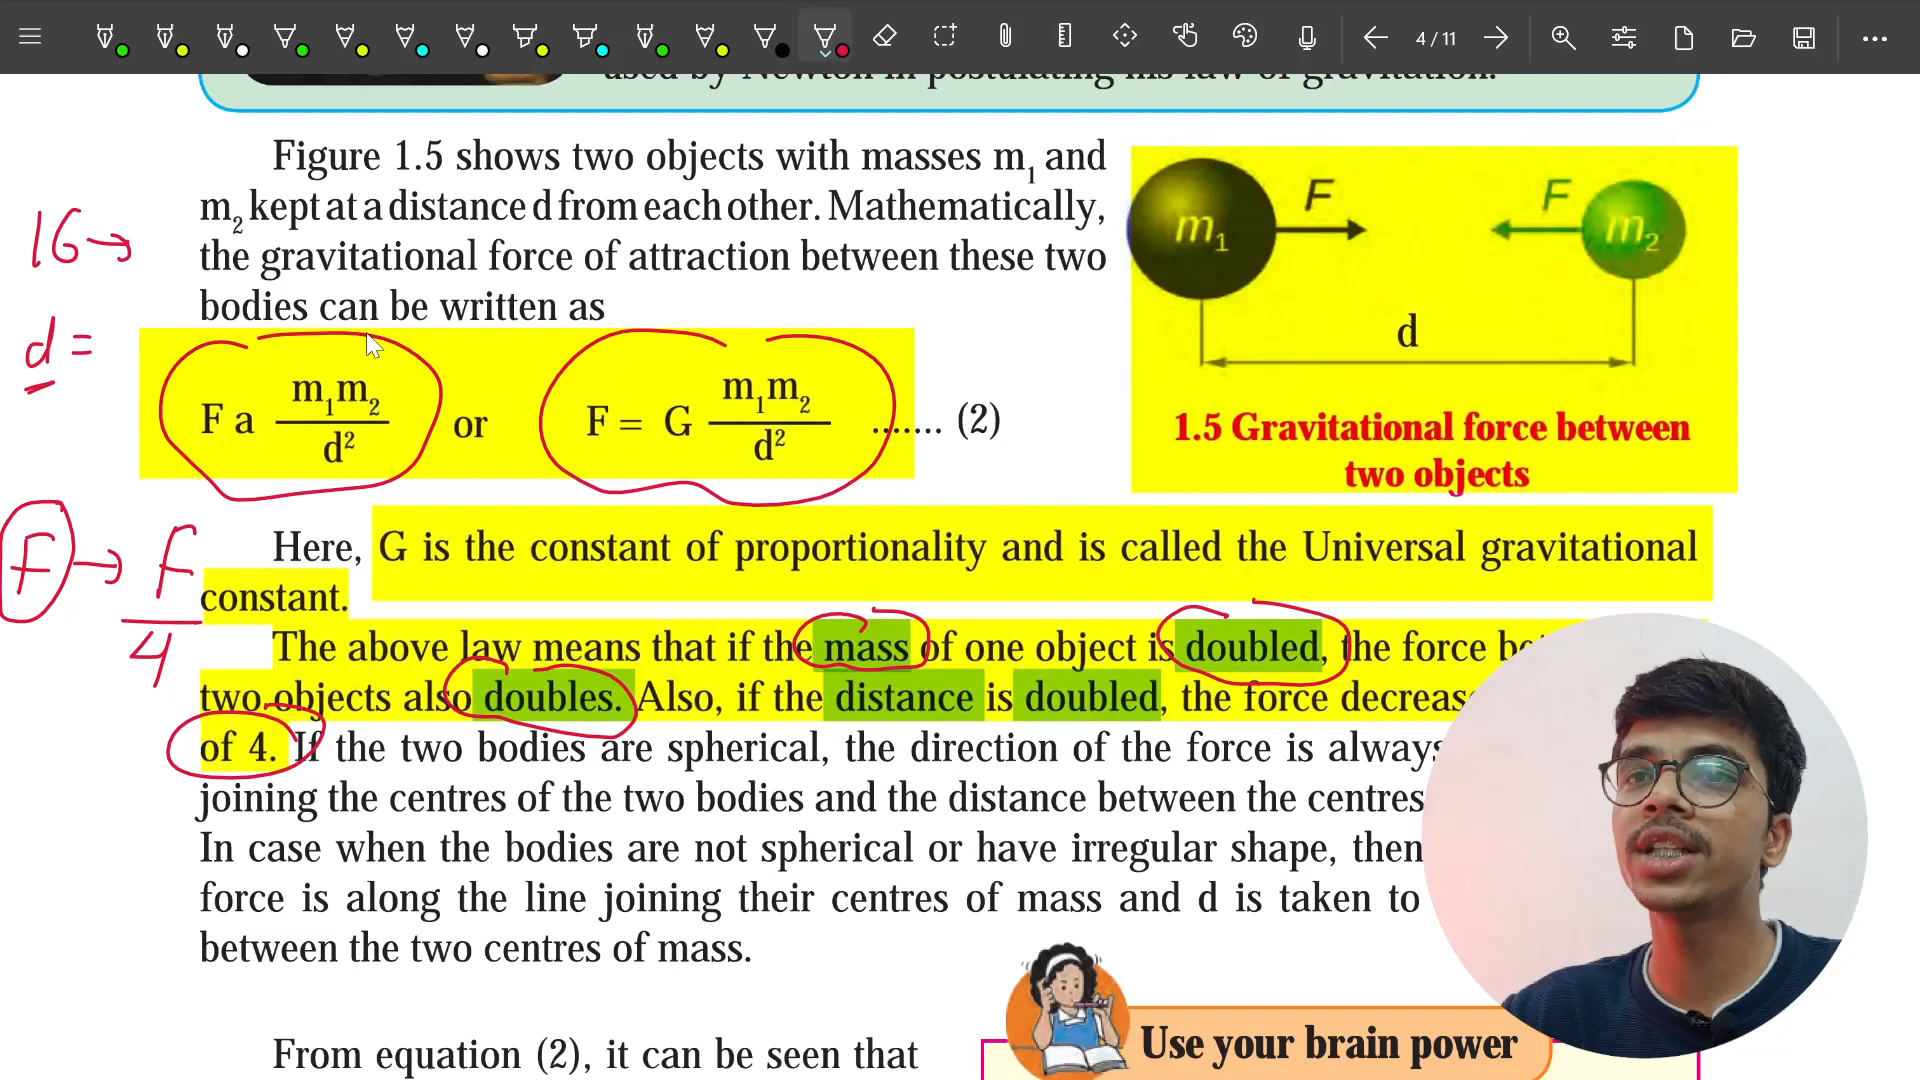 4 / 11
used by Newton in postulating his law of gravitation.
Figure 1.5 shows two objects with masses m1 and
m2 kept at a distance d from each other. Mathematically,
the gravitational force of attraction between these two
bodies can be written as
F a m1m2 / d² or F = G m1m2 / d² ....... (2)
m1 F F m2
d
1.5 Gravitational force between
two objects
16→
d =
F → F / 4
Here, G is the constant of proportionality and is called the Universal gravitational
constant.
The above law means that if the mass of one object is doubled, the force
two objects also doubles. Also, if the distance is doubled, the force
of 4. If the two bodies are spherical, the direction of the force is always
joining the centres of the two bodies and the distance between the centres
In case when the bodies are not spherical or have irregular shape, then
force is along the line joining their centres of mass and d is taken to
between the two centres of mass.
From equation (2), it can be seen that
Use your brain power